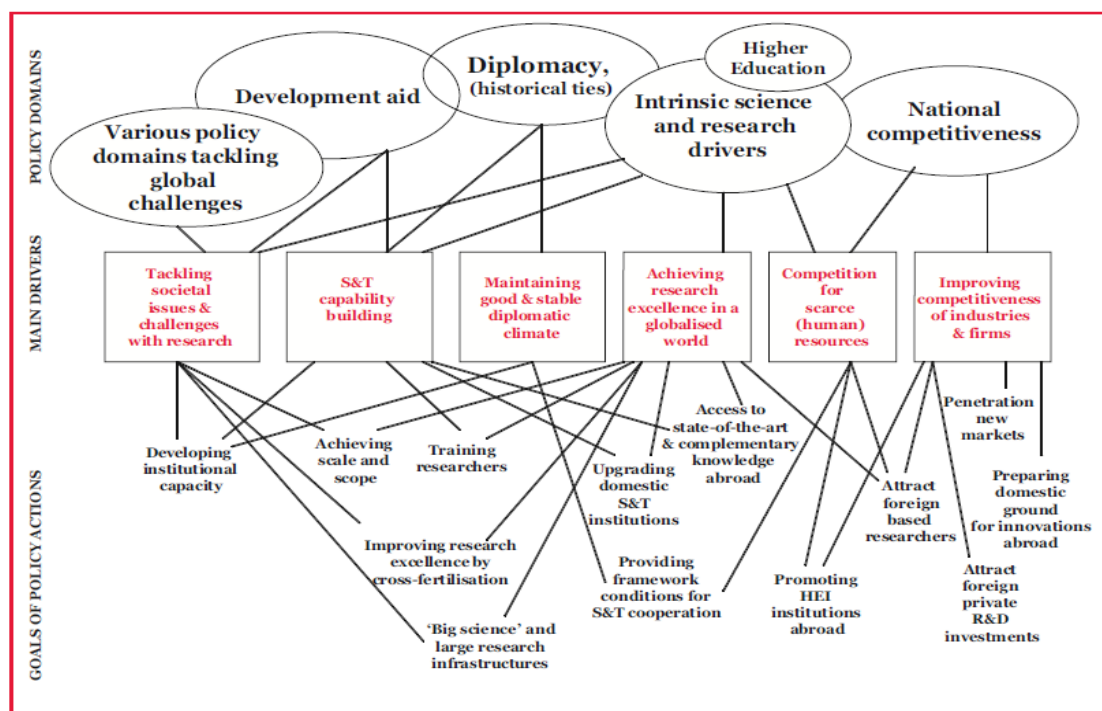 POLICY DOMAINS
Various policy
domains tackling
global
challenges
Development aid
Diplomacy,
(historical ties)
Higher
Education
Intrinsic science
and research
drivers
National
competitiveness
MAIN DRIVERS
Tackling
societal
issues &
challenges
with research
S&T
capability
building
Maintaining
good & stable
diplomatic
climate
Achieving
research
excellence in a
globalised
world
Competition
for
scarce
(human)
resources
Improving
competitiveness
of industries
& firms
GOALS OF POLICY ACTIONS
Developing
institutional
capacity
Achieving
scale and
scope
Training
researchers
Upgrading
domestic
S&T
institutions
Access to
state-of-the-art
& complementary
knowledge
abroad
Attract
foreign
based
researchers
Penetration
new
markets
Preparing
domestic
ground
for innovations
abroad
Improving research
excellence by
cross-fertilisation
'Big science' and
large research
infrastructures
Providing
framework
conditions for
S&T cooperation
Promoting
HEI
institutions
abroad
Attract
foreign
private
R&D
investments